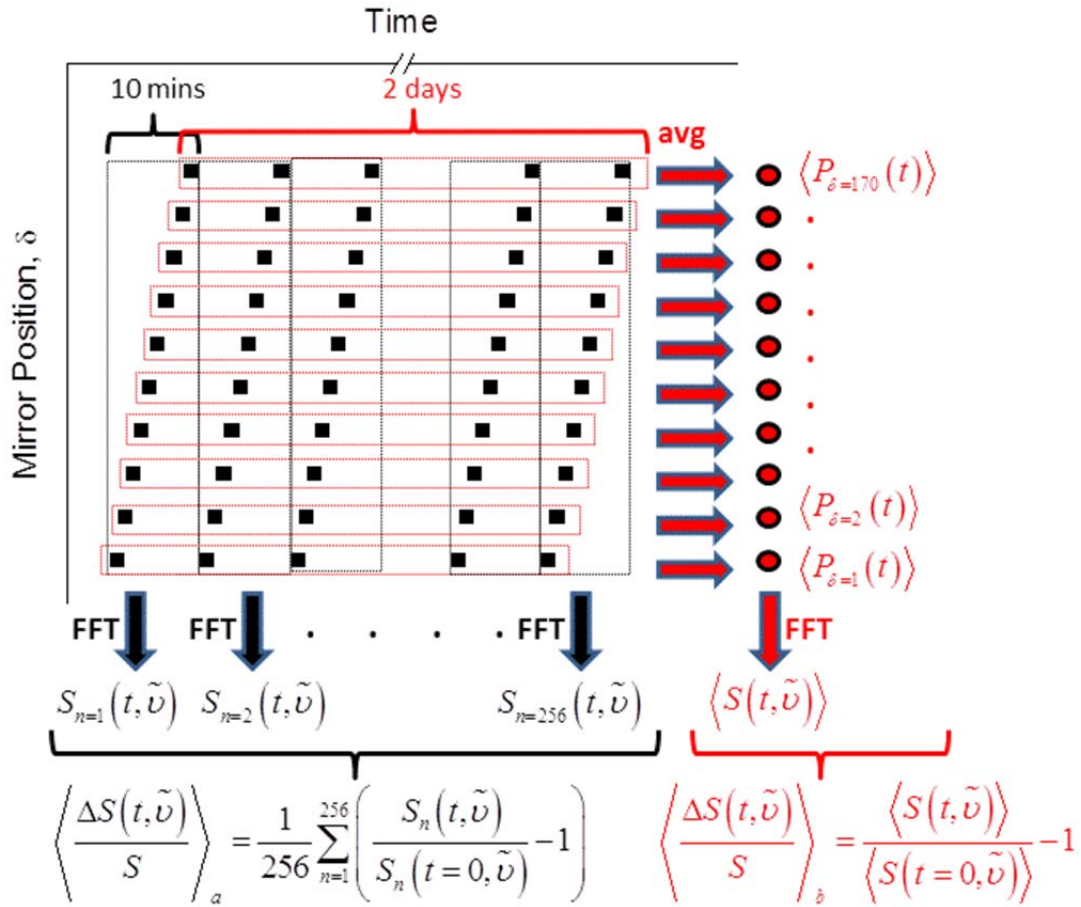 Time
10 mins
2 days
avg
Mirror Position, δ
⟨P_{δ=170}(t)⟩
.
.
.
.
.
.
⟨P_{δ=2}(t)⟩
⟨P_{δ=1}(t)⟩
FFT FFT . . . . FFT FFT
S_{n=1}(t,ṽ) S_{n=2}(t,ṽ) S_{n=256}(t,ṽ) ⟨S(t,ṽ)⟩
⟨ΔS(t,ṽ)/S⟩_a = 1/256 ∑_{n=1}^{256} (S_n(t,ṽ)/S_n(t=0,ṽ) −1)
⟨ΔS(t,ṽ)/S⟩_b = ⟨S(t,ṽ)⟩/⟨S(t=0,ṽ)⟩ −1